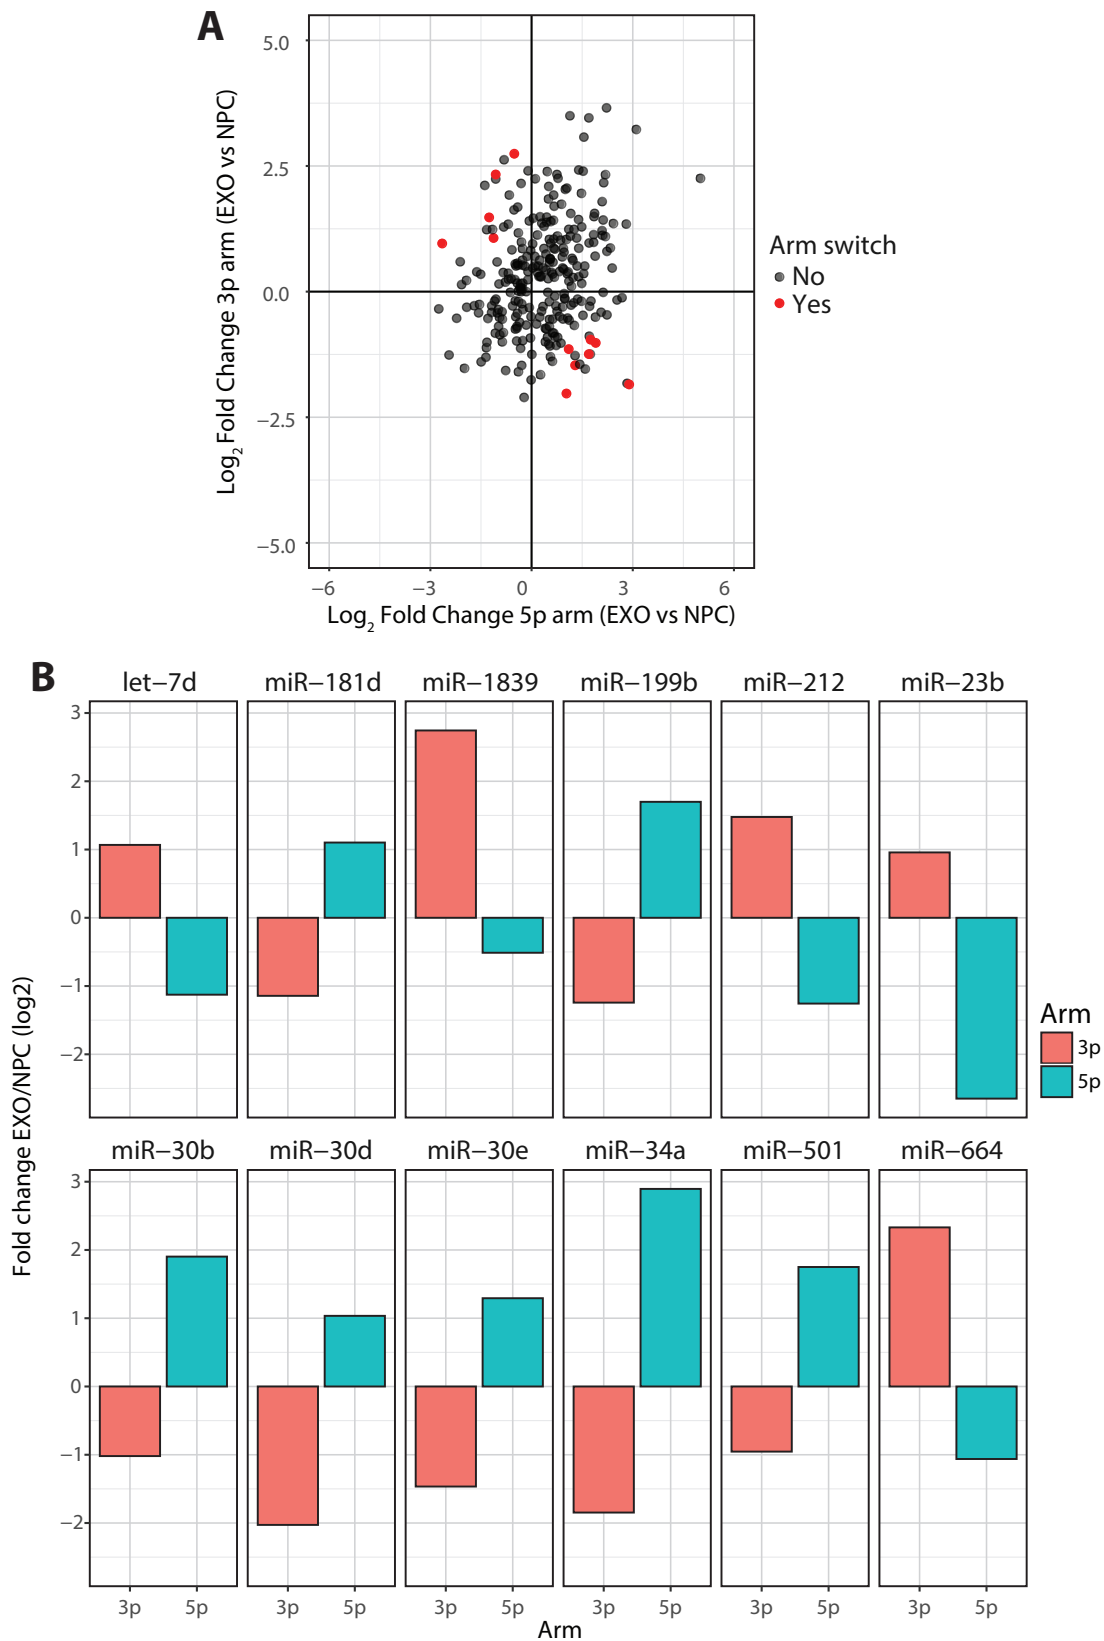 A
5.0
2.5
0.0
−2.5
−5.0
Log2 Fold Change 3p arm (EXO vs NPC)
−6 −3 0 3 6
Log2 Fold Change 5p arm (EXO vs NPC)
Arm switch
No
Yes
B
let−7d miR−181d miR−1839 miR−199b miR−212 miR−23b
3
2
1
0
−1
−2
Fold change EXO/NPC (log2)
Arm
3p
5p
miR−30b miR−30d miR−30e miR−34a miR−501 miR−664
3
2
1
0
−1
−2
3p 5p 3p 5p 3p 5p 3p 5p 3p 5p 3p 5p
Arm